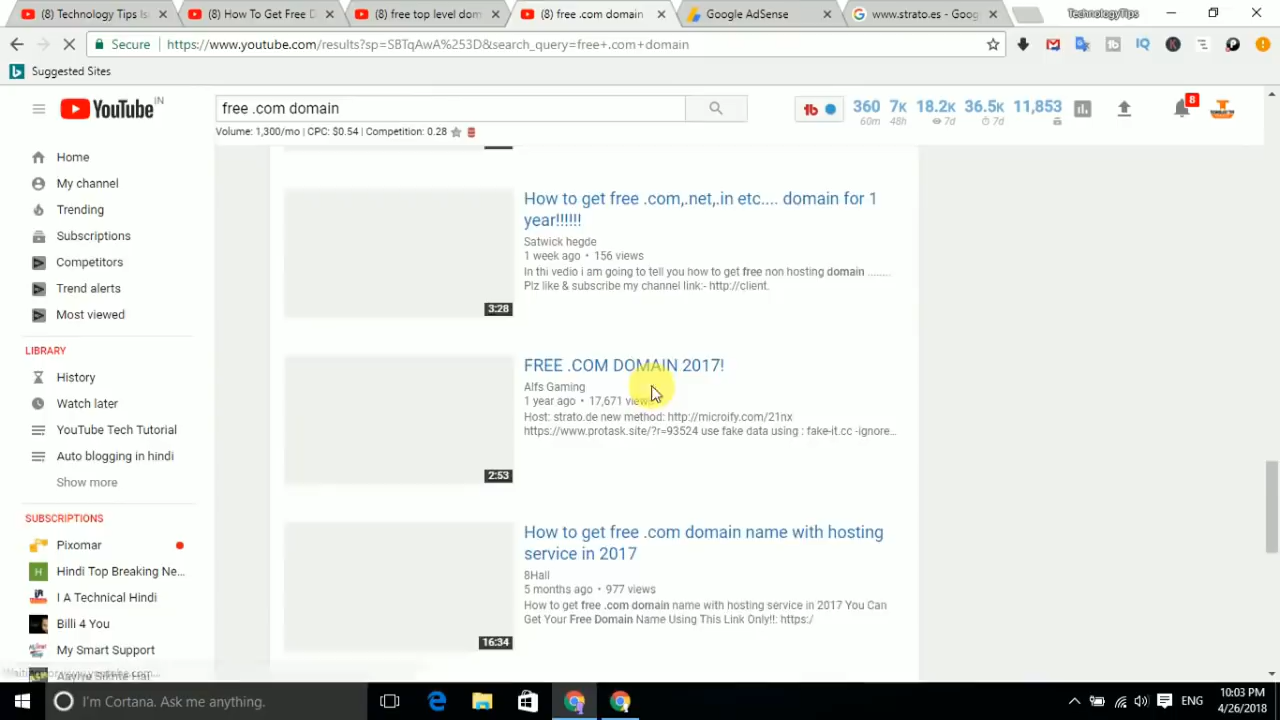 (8) Technology Tips Is
(8) How To Get Free D
(8) free top level dom
(8) free .com domain
Google AdSense
www.strato.es - Goog
TechnologyTips
Secure https://www.youtube.com/results?sp=SBTqAwA%253D&search_query=free+.com+domain
Suggested Sites
YouTube IN
free .com domain
360 7K 18.2K 36.5K 11,853
60m 48h 7d 7d
8
Volume: 1,300/mo | CPC: $0.54 | Competition: 0.28
Home
My channel
Trending
Subscriptions
Competitors
Trend alerts
Most viewed
LIBRARY
History
Watch later
YouTube Tech Tutorial
Auto blogging in hindi
Show more
SUBSCRIPTIONS
Pixomar
Hindi Top Breaking Ne...
I A Technical Hindi
Billi 4 You
My Smart Support
How to get free .com,.net,.in etc.... domain for 1
year!!!!!!
Satwick hegde
1 week ago • 156 views
In thi vedio i am going to tell you how to get free non hosting domain .........
Plz like & subscribe my channel link:- http://client.
3:28
FREE .COM DOMAIN 2017!
Alfs Gaming
1 year ago • 17,671 views
Host: strato.de new method: http://microify.com/21nx
https://www.protask.site/?r=93524 use fake data using : fake-it.cc -ignore...
2:53
How to get free .com domain name with hosting
service in 2017
8Hall
5 months ago • 977 views
How to get free .com domain name with hosting service in 2017 You Can
Get Your Free Domain Name Using This Link Only!!: https:/
16:34
I'm Cortana. Ask me anything.
ENG
10:03 PM
4/26/2018